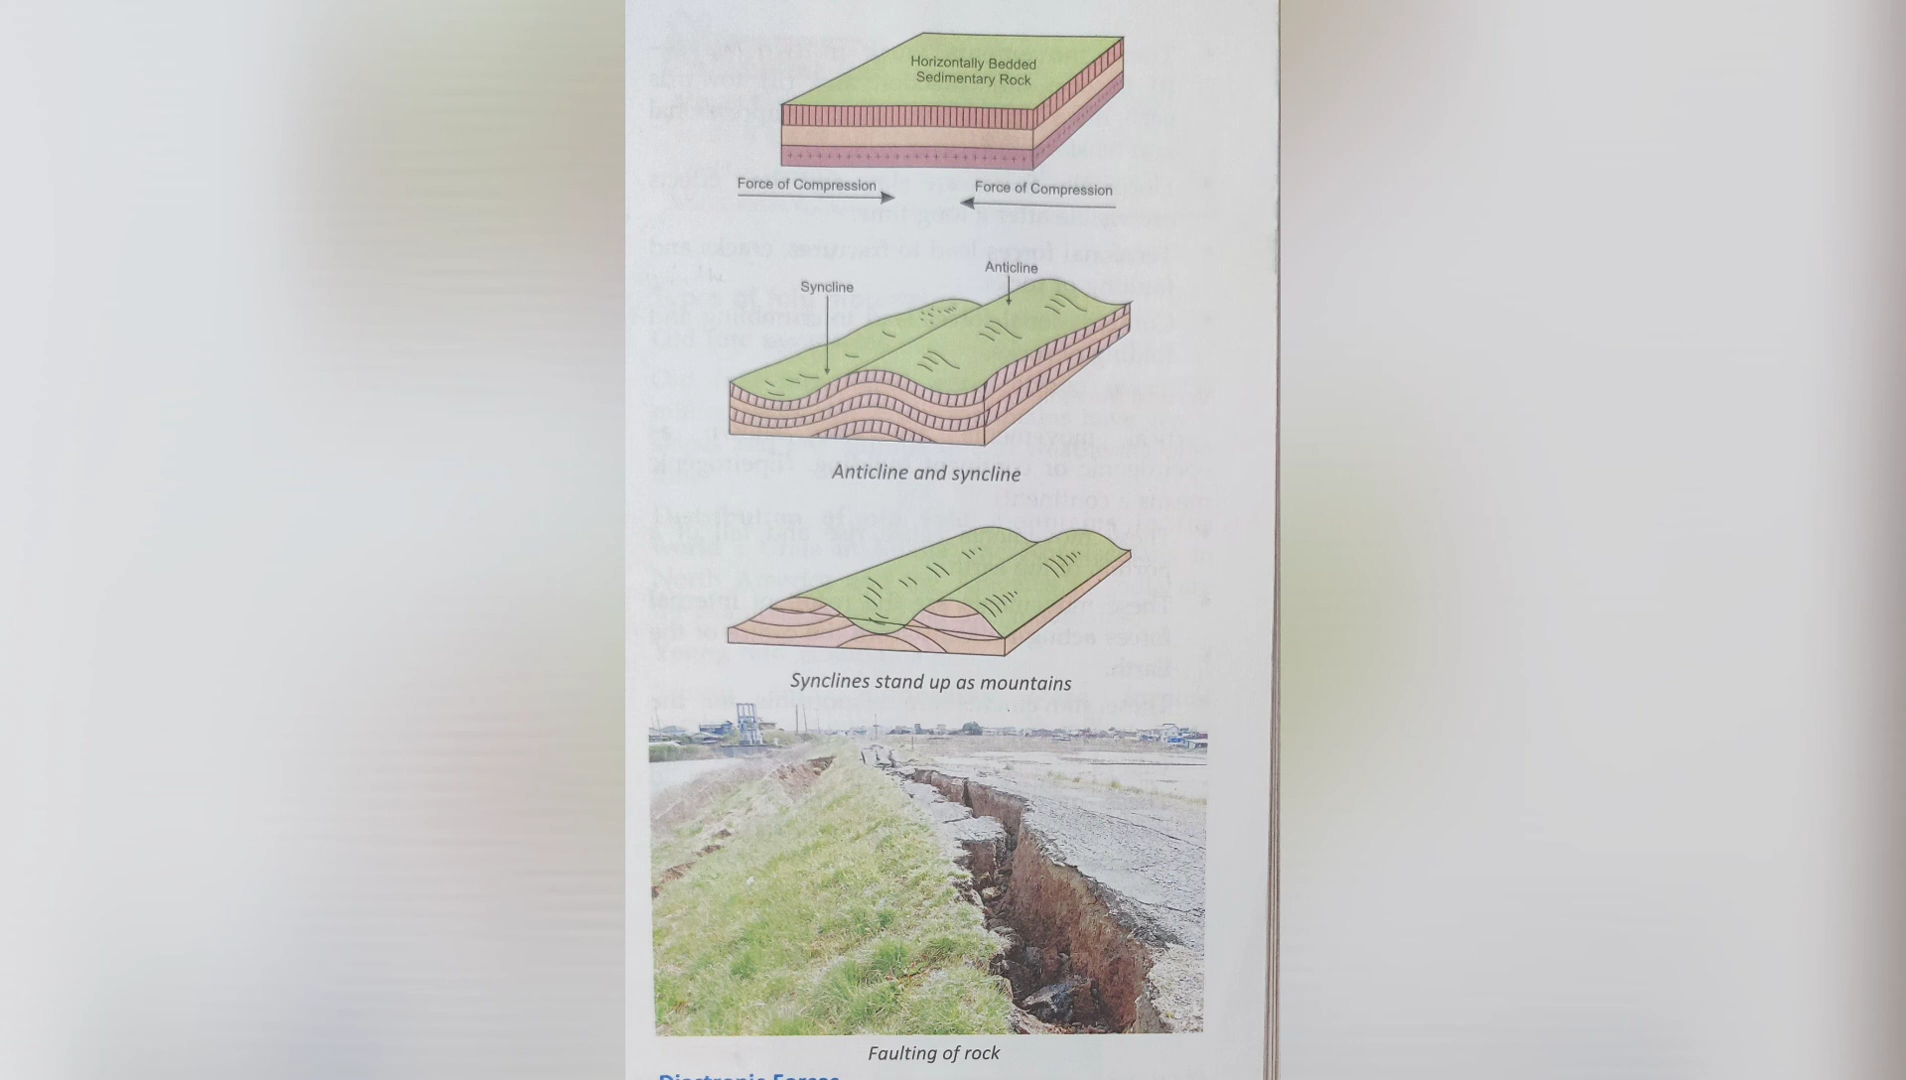 Horizontally Bedded
Sedimentary Rock
Force of Compression
Force of Compression
Anticline
Syncline
Anticline and syncline
Synclines stand up as mountains
Faulting of rock